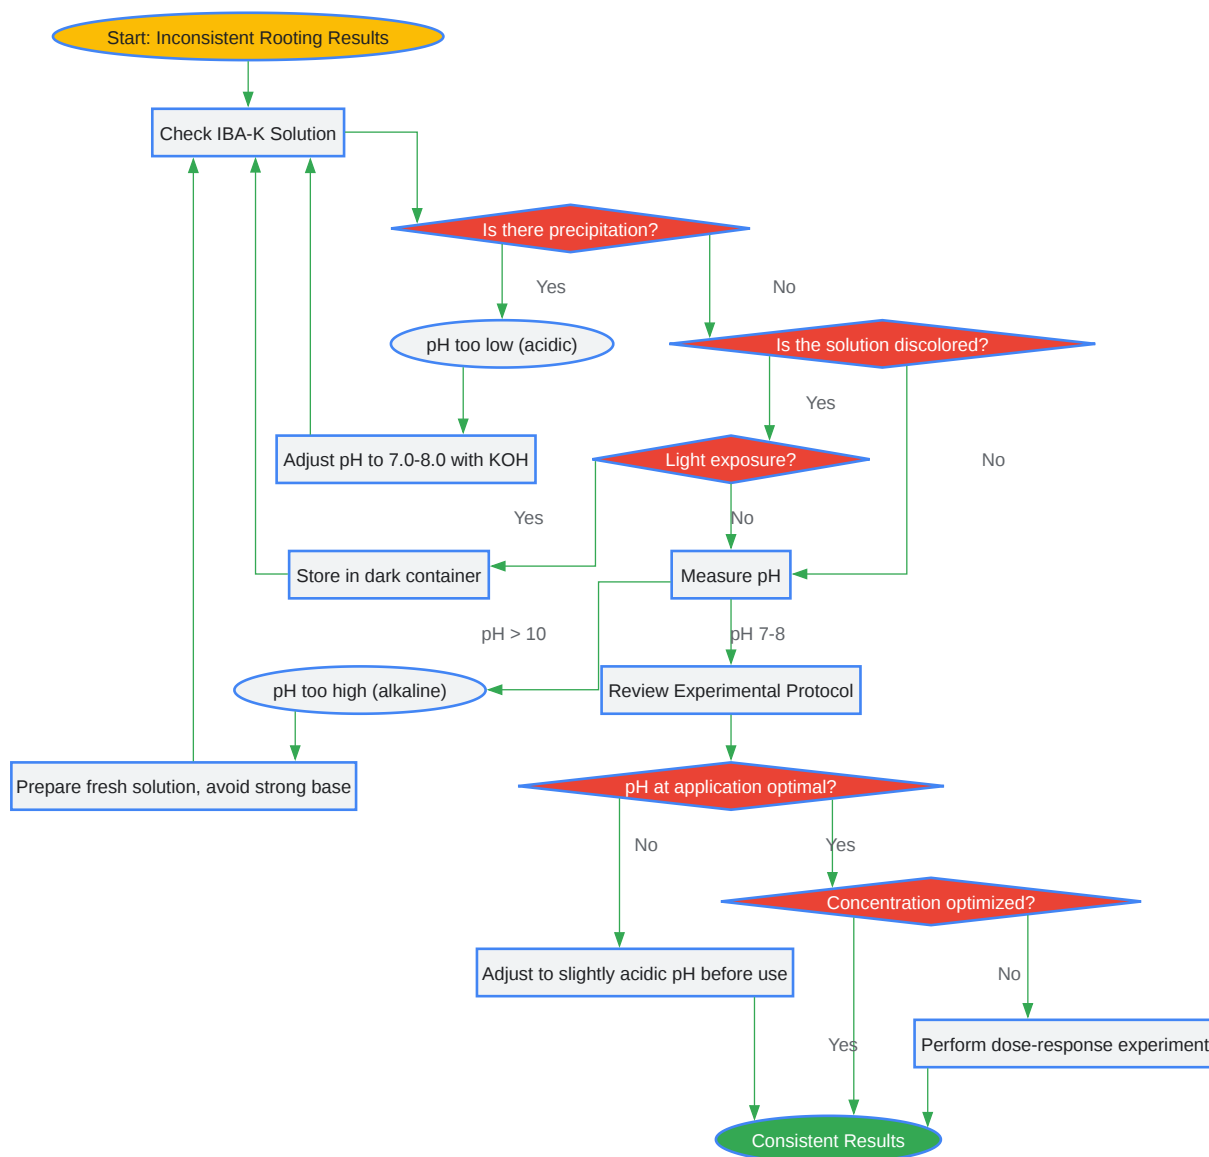 Start: Inconsistent Rooting Results
Check IBA-K Solution
Is there precipitation?
Yes
No
pH too low (acidic)
Is the solution discolored?
Yes
Adjust pH to 7.0-8.0 with KOH
Light exposure?
No
Yes
No
Store in dark container
Measure pH
pH > 10
pH 7-8
pH too high (alkaline)
Review Experimental Protocol
Prepare fresh solution, avoid strong base
pH at application optimal?
No
Yes
Concentration optimized?
Adjust to slightly acidic pH before use
No
Yes
Perform dose-response experiment
Consistent Results